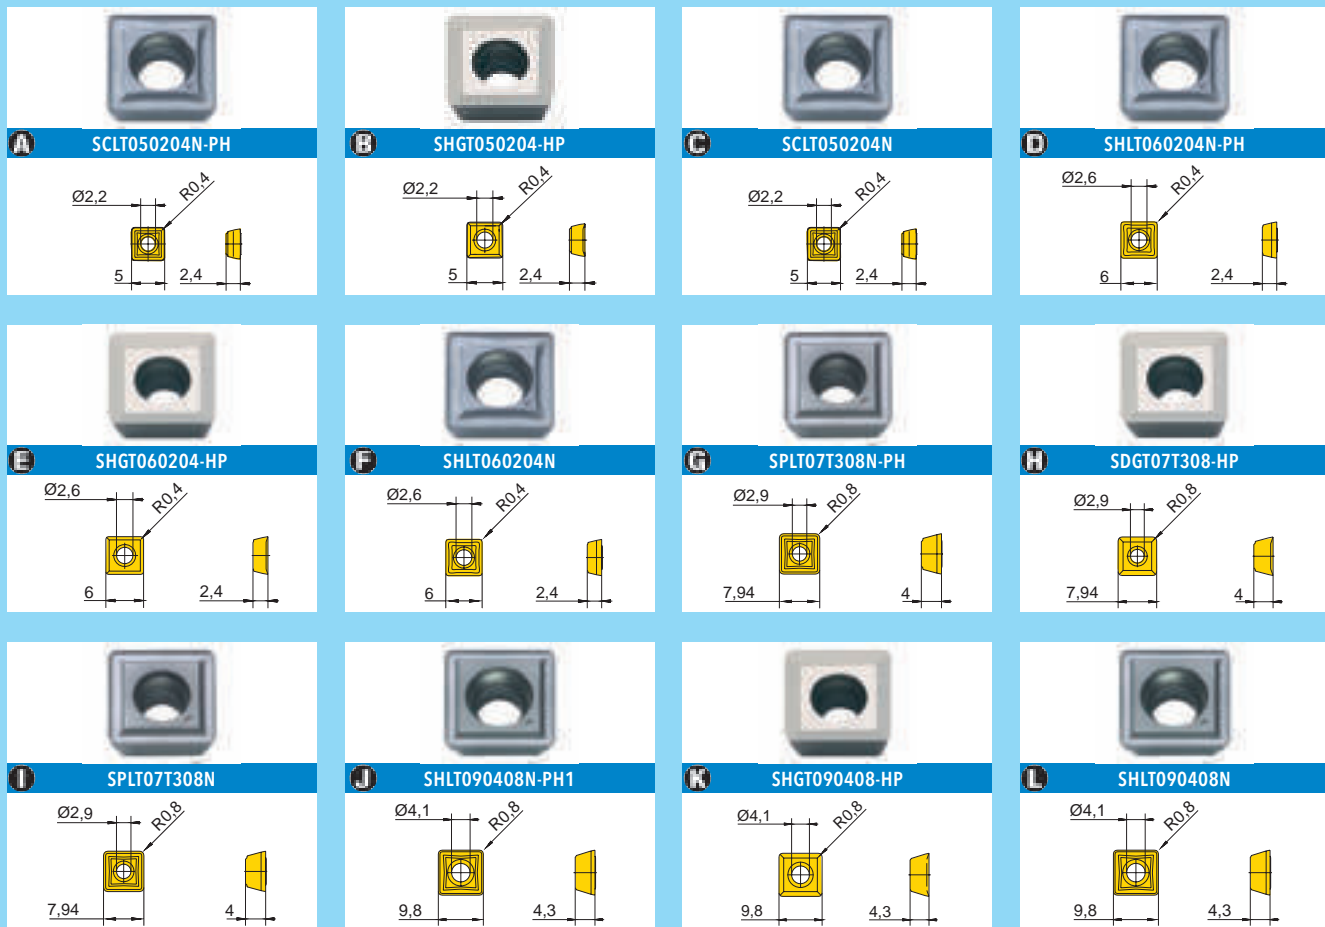 A SCLT050204N-PH
Ø2,2
R0,4
5
2,4
B SHGT050204-HP
Ø2,2
R0,4
5
2,4
C SCLT050204N
Ø2,2
R0,4
5
2,4
D SHLT060204N-PH
Ø2,6
R0,4
6
2,4
E SHGT060204-HP
Ø2,6
R0,4
6
2,4
F SHLT060204N
Ø2,6
R0,4
6
2,4
G SPLT07T308N-PH
Ø2,9
R0,8
7,94
4
H SDGT07T308-HP
Ø2,9
R0,8
7,94
4
I SPLT07T308N
Ø2,9
R0,8
7,94
4
J SHLT090408N-PH1
Ø4,1
R0,8
9,8
4,3
K SHGT090408-HP
Ø4,1
R0,8
9,8
4,3
L SHLT090408N
Ø4,1
R0,8
9,8
4,3